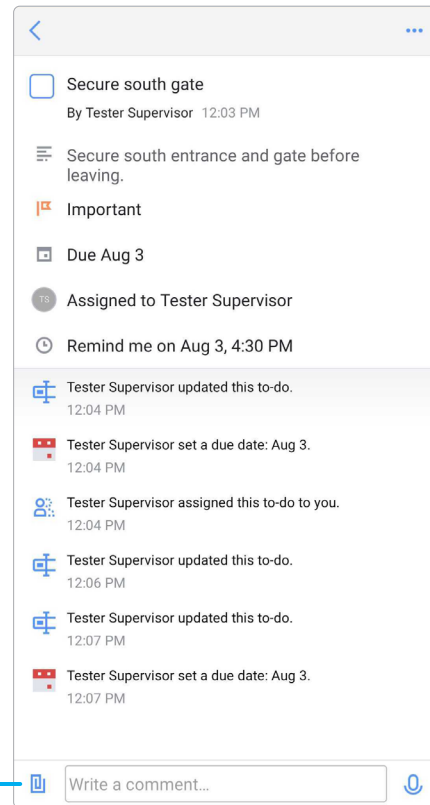 Secure south gate
By Tester Supervisor 12:03 PM
Secure south entrance and gate before
leaving.
Important
Due Aug 3
TS
Assigned to Tester Supervisor
Remind me on Aug 3, 4:30 PM
Tester Supervisor updated this to-do.
12:04 PM
Tester Supervisor set a due date: Aug 3.
12:04 PM
Tester Supervisor assigned this to-do to you.
12:04 PM
Tester Supervisor updated this to-do.
12:06 PM
Tester Supervisor updated this to-do.
12:07 PM
Tester Supervisor set a due date: Aug 3.
12:07 PM
Write a comment...